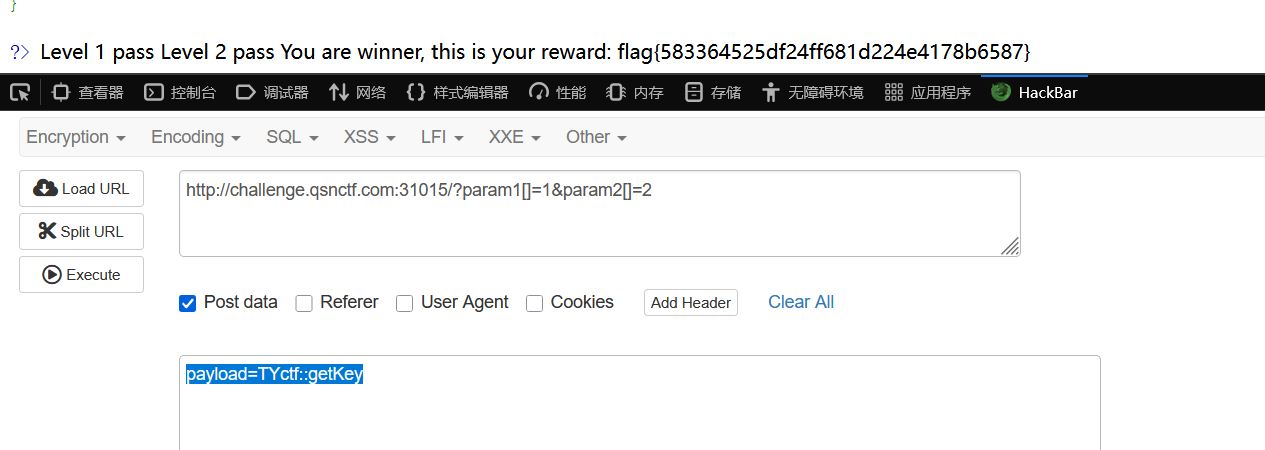 }
?> Level 1 pass Level 2 pass You are winner, this is your reward: flag{583364525df24ff681d224e4178b6587}
查看器 控制台 调试器 网络 {} 样式编辑器 性能 内存 存储 无障碍环境 应用程序 HackBar
Encryption Encoding SQL XSS LFI XXE Other
Load URL http://challenge.qsnctf.com:31015/?param1[]=1&param2[]=2
Split URL
Execute
Post data Referer User Agent Cookies Add Header Clear All
payload=TYctf::getKey